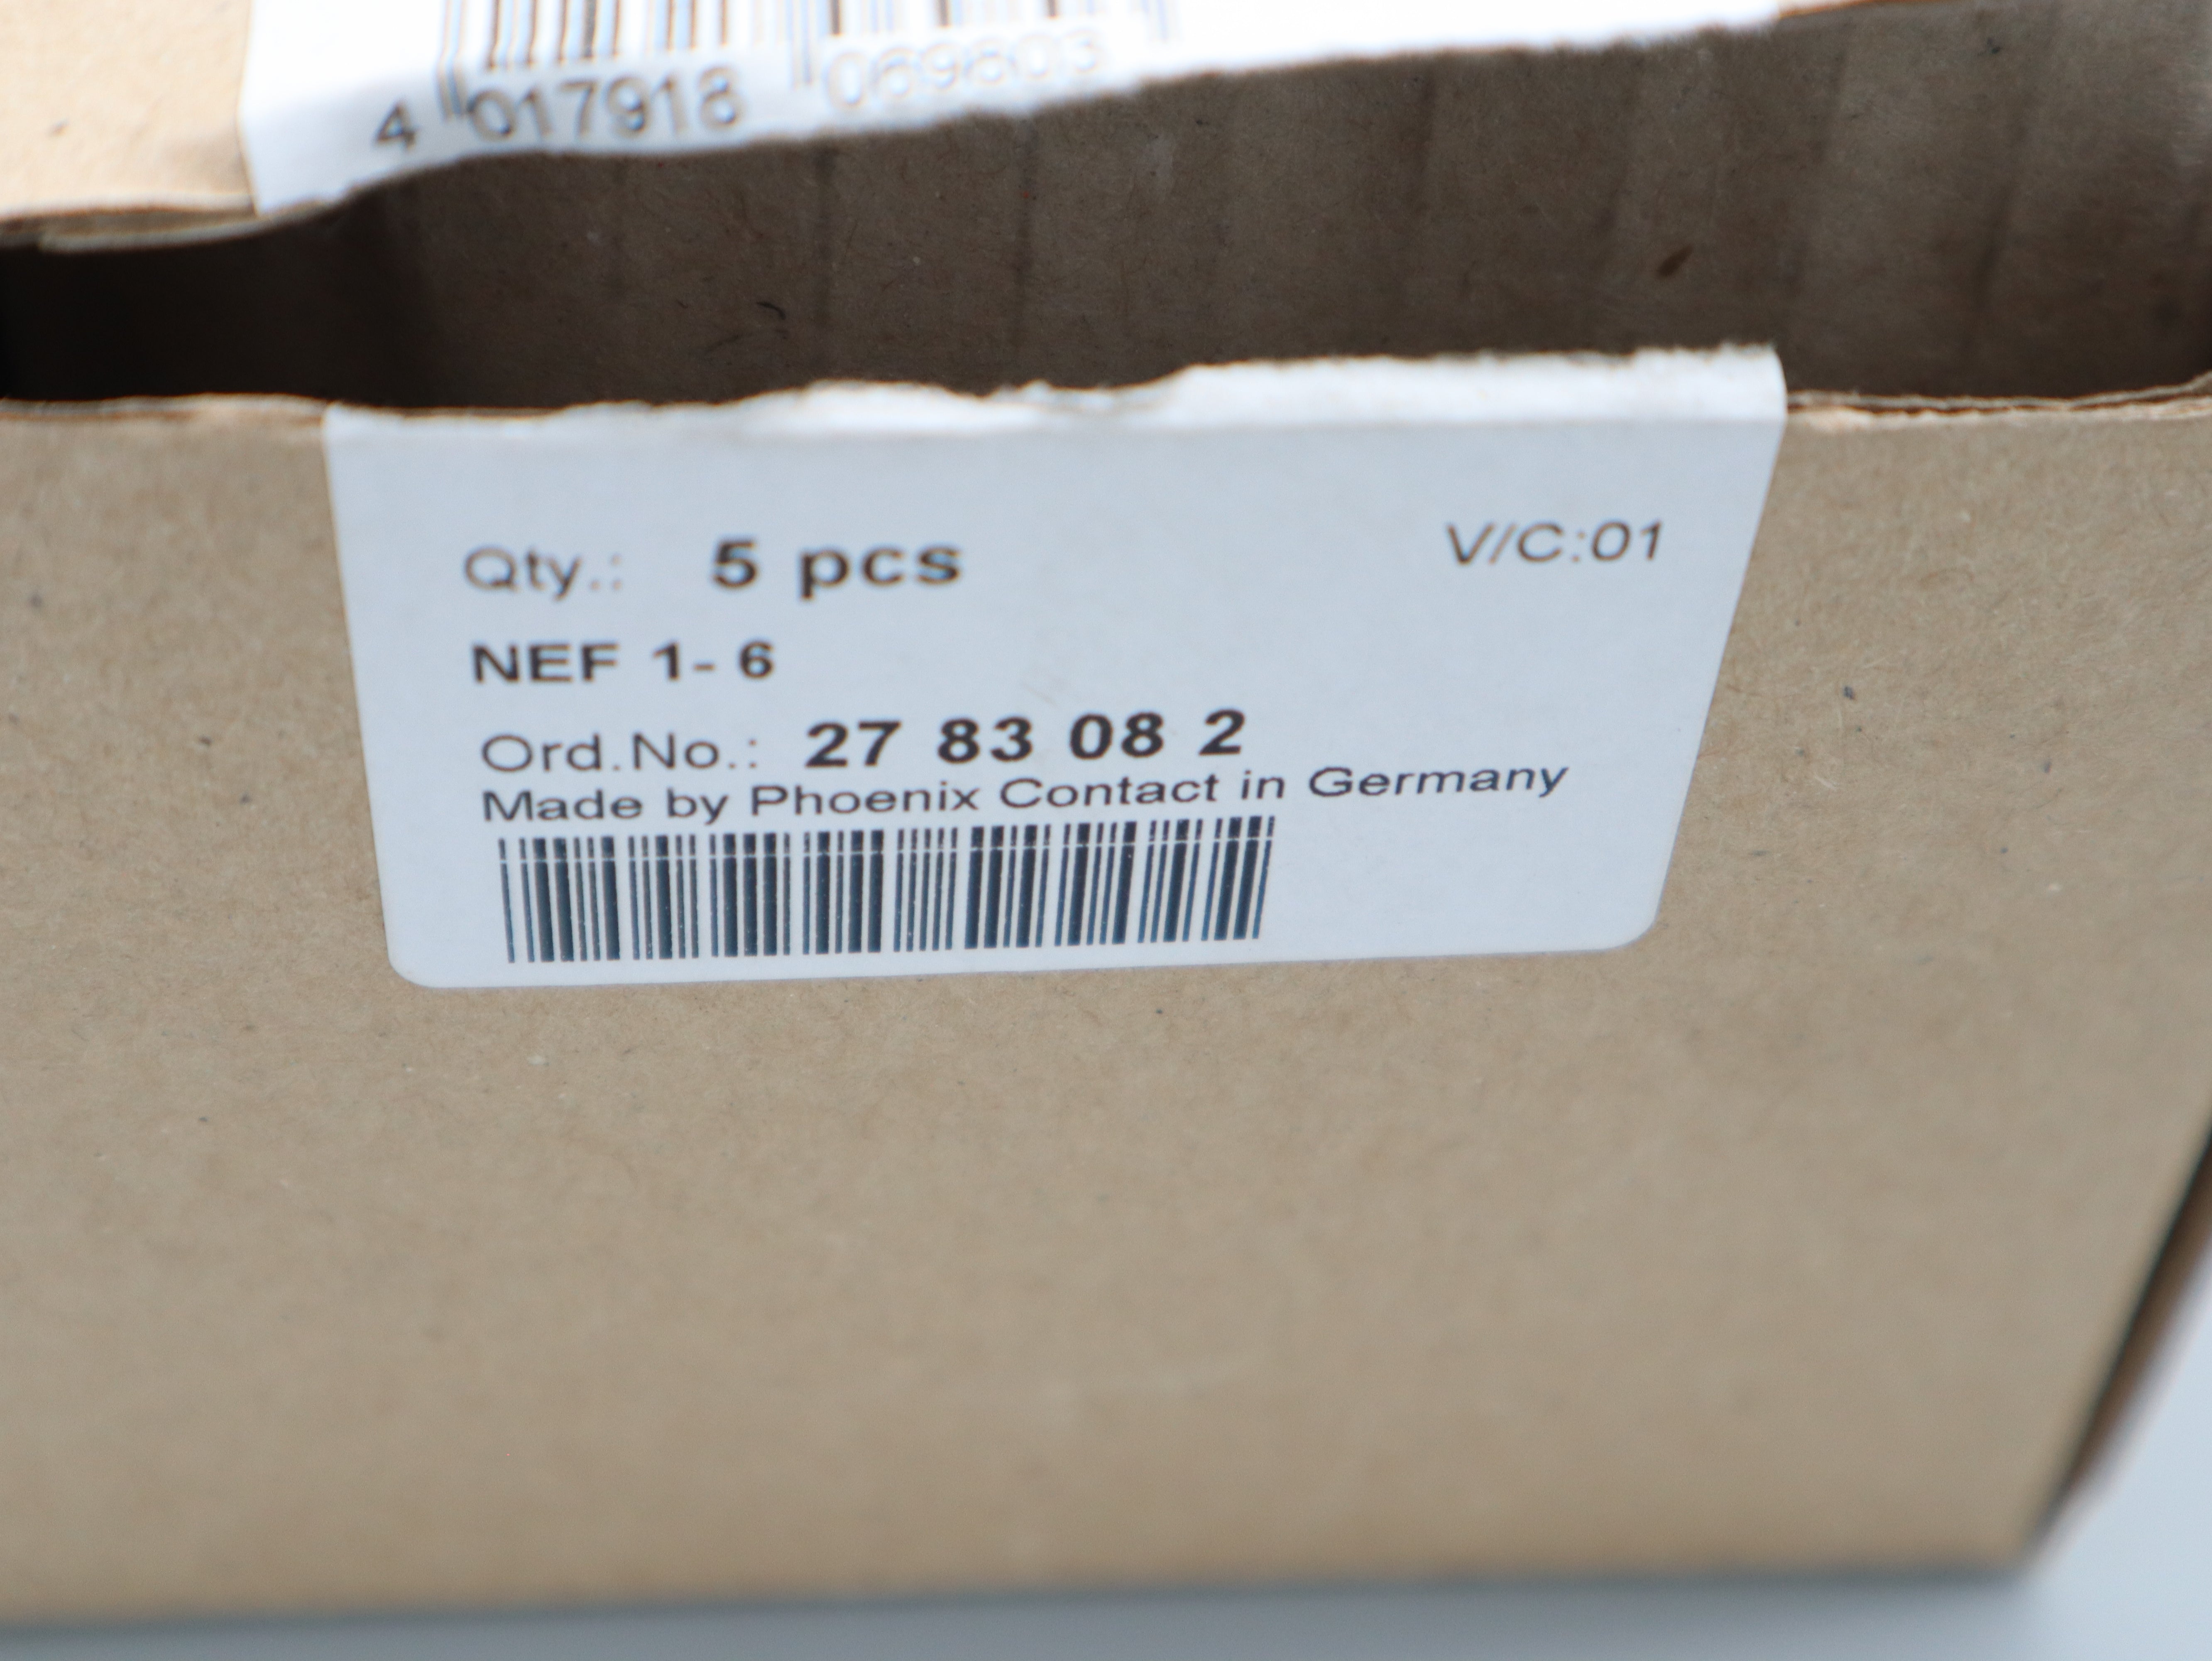 4 017918 069803
Qty.: 5 pcs
V/C:01
NEF 1- 6
Ord.No.: 27 83 08 2
Made by Phoenix Contact in Germany